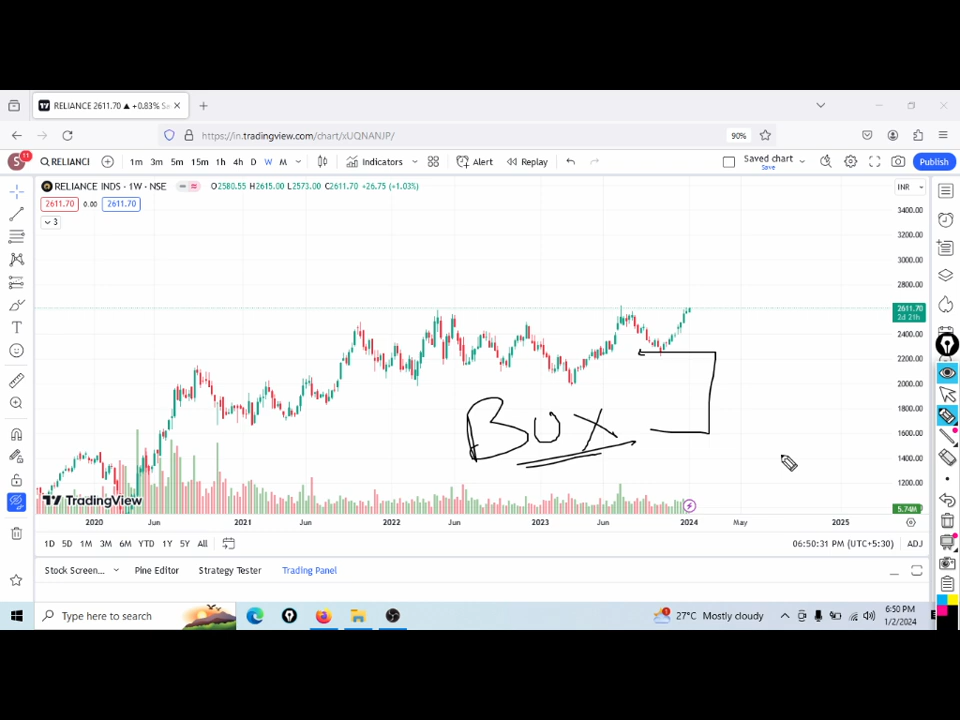 RELIANCE 2611.70 ▲ +0.83%
https://in.tradingview.com/chart/xUQNANJP/
90%
S
11
RELIANCI
1m 3m 5m 15m 1h 4h D W M
Indicators
Alert
Replay
Saved chart
Save
Publish
RELIANCE INDS · 1W · NSE
O2580.55 H2615.00 L2573.00 C2611.70 +26.75 (+1.03%)
INR
2611.70 0.00 2611.70
3
3400.00
3200.00
3000.00
2800.00
2611.70
2d 21h
2400.00
2200.00
2000.00
1800.00
1600.00
1400.00
1200.00
5.74M
BOX
TradingView
2020 Jun 2021 Jun 2022 Jun 2023 Jun 2024 May 2025
1D 5D 1M 3M 6M YTD 1Y 5Y All
06:50:31 PM (UTC+5:30)
ADJ
Stock Screen... Pine Editor Strategy Tester Trading Panel
Type here to search
27°C Mostly cloudy
6:50 PM
1/2/2024